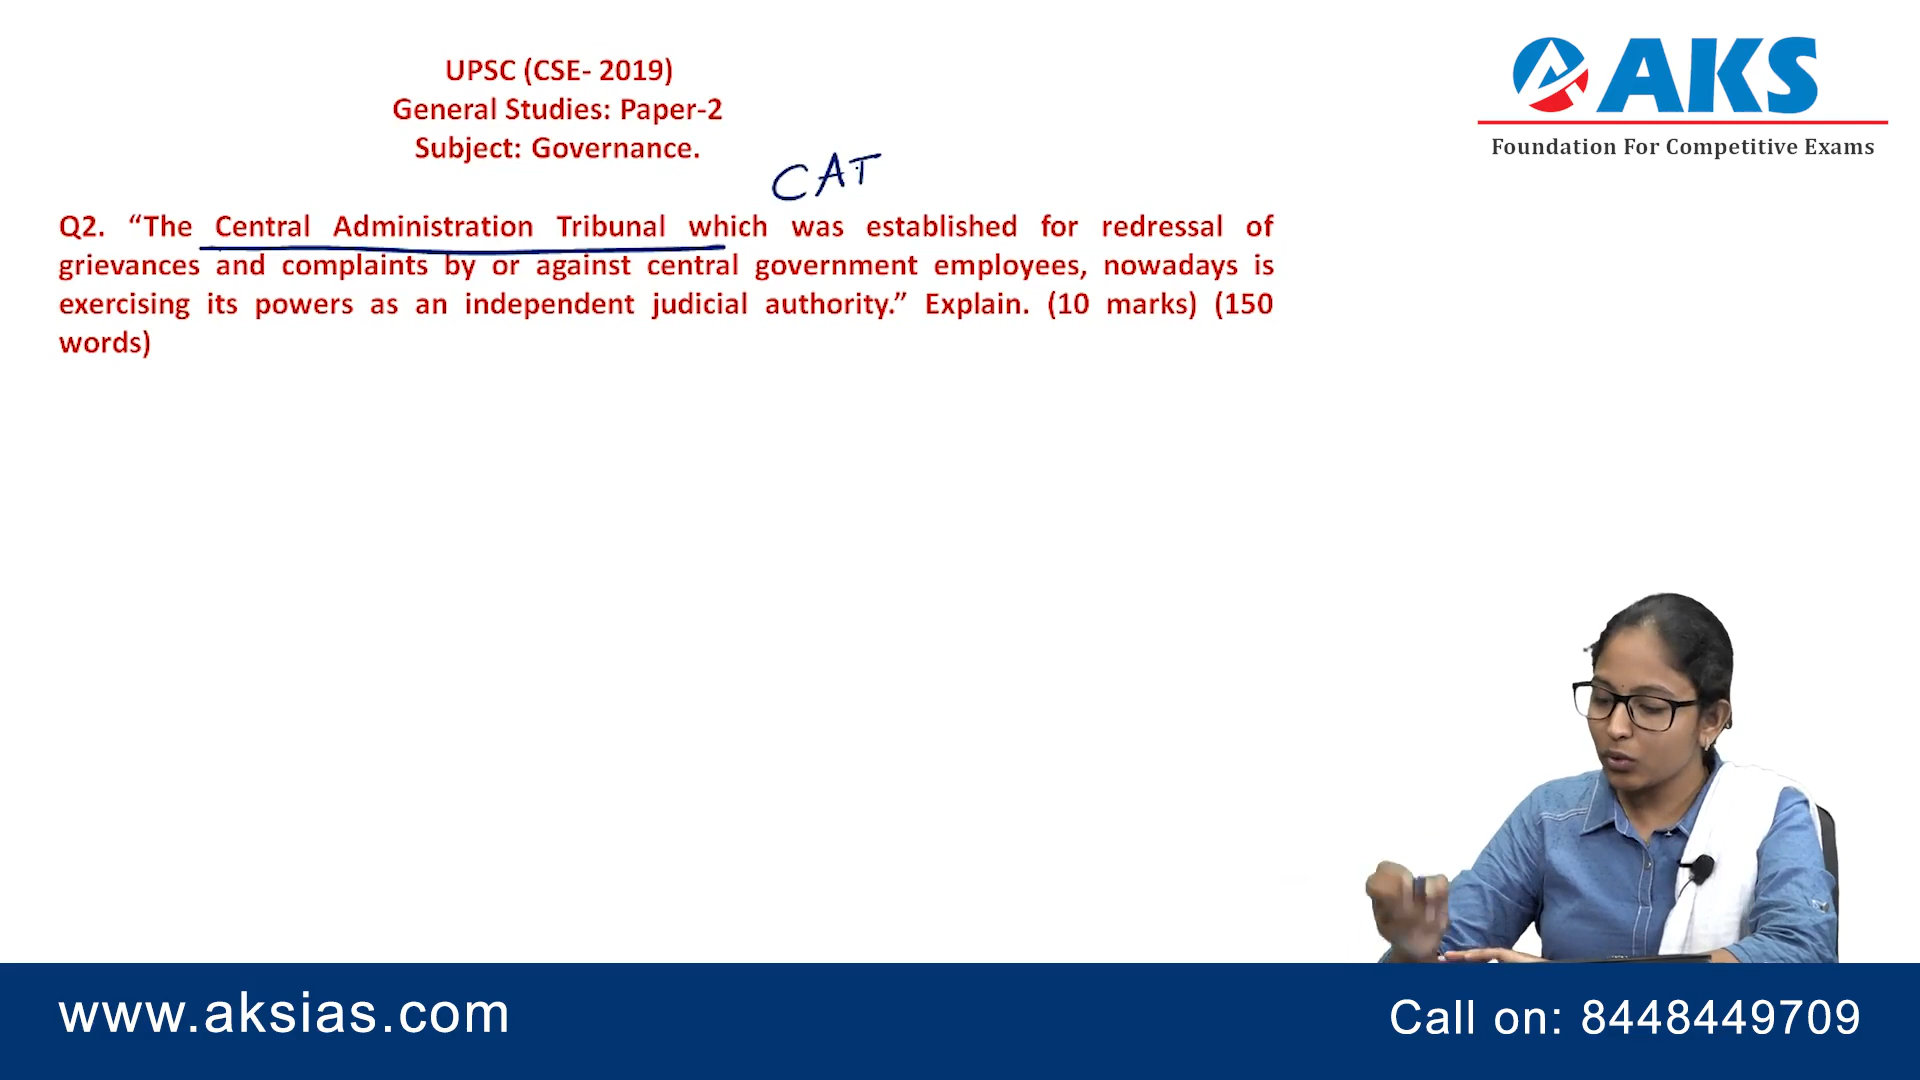 UPSC (CSE- 2019)
General Studies: Paper-2
Subject: Governance.
AKS
Foundation For Competitive Exams
CAT
Q2. “The Central Administration Tribunal which was established for redressal of
grievances and complaints by or against central government employees, nowadays is
exercising its powers as an independent judicial authority.” Explain. (10 marks) (150
words)
www.aksias.com
Call on: 8448449709